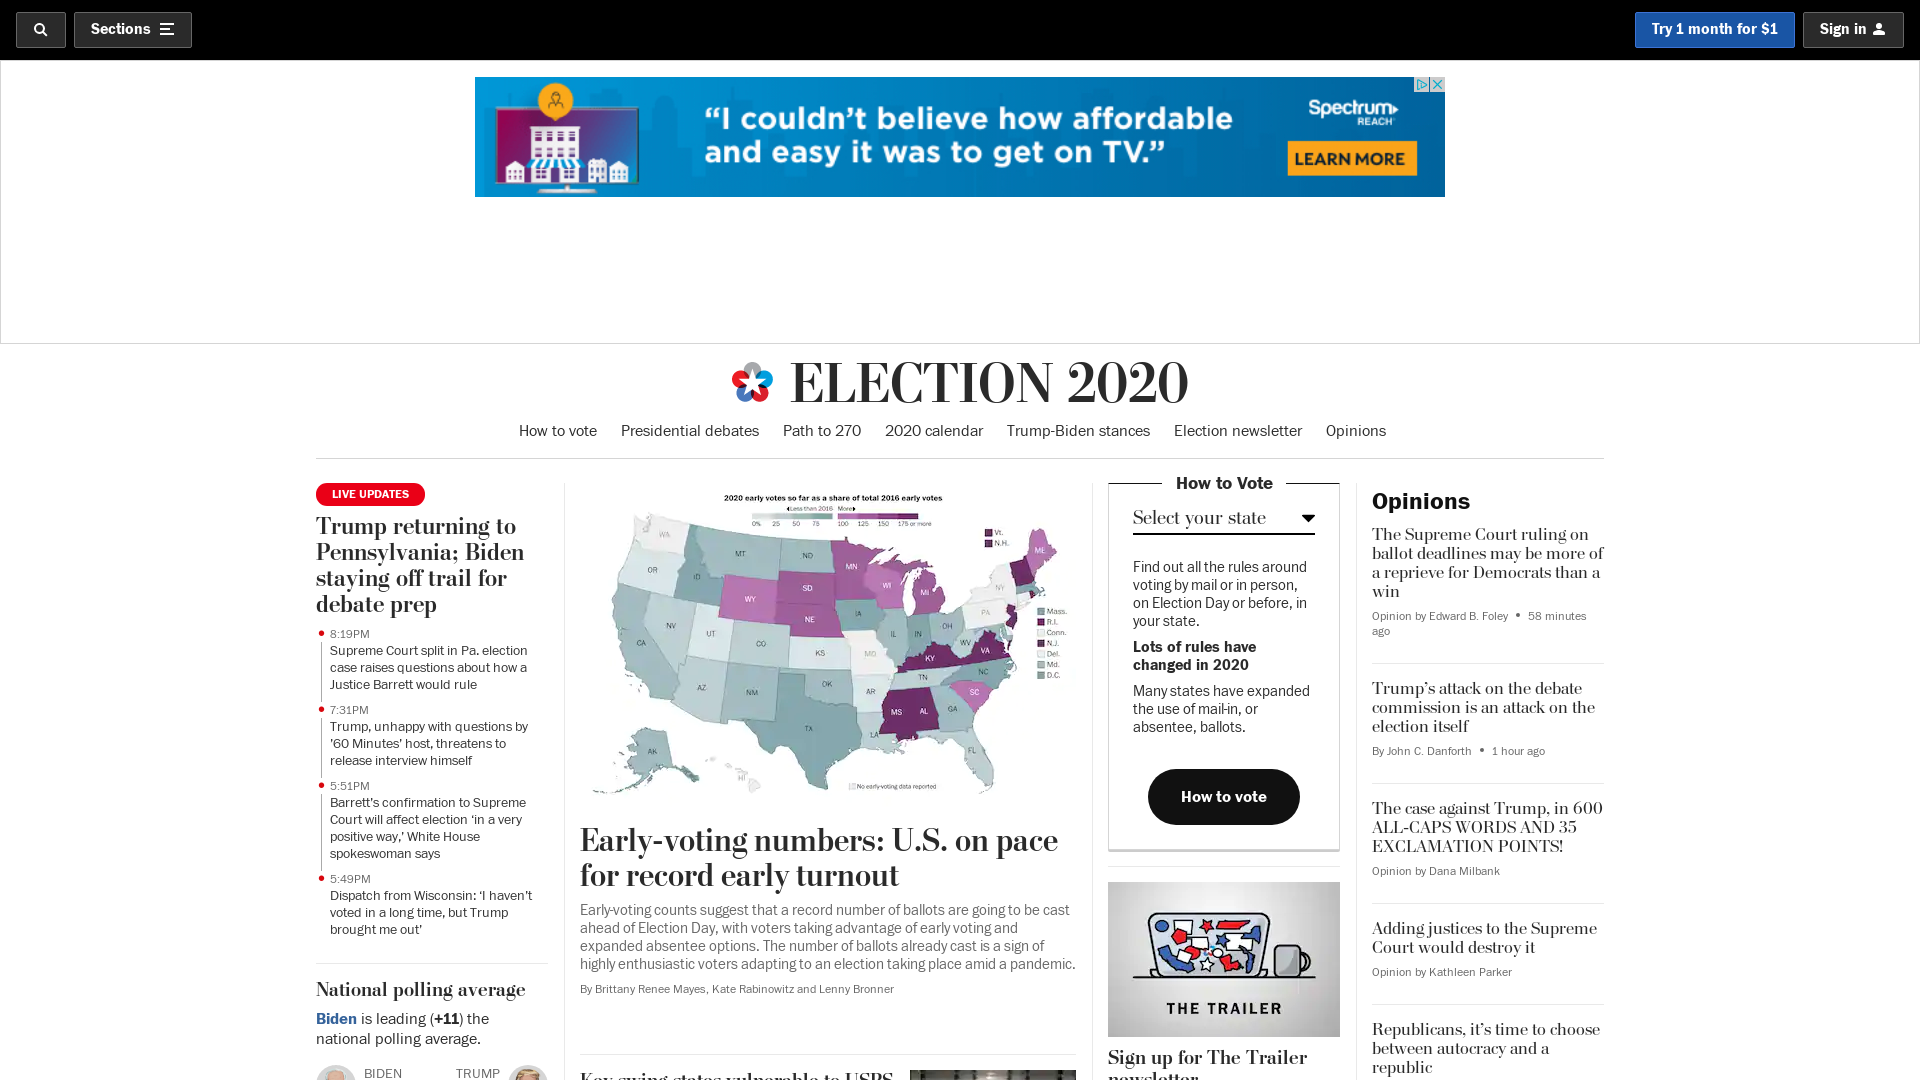 Sections
Try 1 month for $1
Sign in
“I couldn’t believe how affordable
and easy it was to get on TV.”
Spectrum
REACH
LEARN MORE
ELECTION 2020
How to vote
Presidential debates
Path to 270
2020 calendar
Trump-Biden stances
Election newsletter
Opinions
LIVE UPDATES
Trump returning to
Pennsylvania; Biden
staying off trail for
debate prep
8:19PM
Supreme Court split in Pa. election
case raises questions about how a
Justice Barrett would rule
7:31PM
Trump, unhappy with questions by
’60 Minutes’ host, threatens to
release interview himself
5:51PM
Barrett’s confirmation to Supreme
Court will affect election ‘in a very
positive way,’ White House
spokeswoman says
5:49PM
Dispatch from Wisconsin: ‘I haven’t
voted in a long time, but Trump
brought me out’
National polling average
Biden is leading (+11) the
national polling average.
BIDEN
TRUMP
2020 early votes so far as a share of total 2016 early votes
Less than 2016 More
0% 25 50 75 100 125 150 175 or more
Vt.
N.H.
WA
MT
ND
MN
ME
OR
ID
SD
WI
MI
NY
WY
NE
IA
PA
Mass.
R.I.
Conn.
N.J.
Del.
Md.
D.C.
NV
UT
CO
IL
IN
OH
WV
VA
CA
KS
MO
KY
AZ
NM
OK
AR
TN
NC
SC
MS
AL
GA
TX
LA
FL
AK
HI
No early-voting data reported
Early-voting numbers: U.S. on pace
for record early turnout
Early-voting counts suggest that a record number of ballots are going to be cast
ahead of Election Day, with voters taking advantage of early voting and
expanded absentee options. The number of ballots already cast is a sign of
highly enthusiastic voters adapting to an election taking place amid a pandemic.
By Brittany Renee Mayes, Kate Rabinowitz and Lenny Bronner
Key swing states vulnerable to USPS
How to Vote
Select your state
Find out all the rules around
voting by mail or in person,
on Election Day or before, in
your state.
Lots of rules have
changed in 2020
Many states have expanded
the use of mail-in, or
absentee, ballots.
How to vote
THE TRAILER
Sign up for The Trailer
newsletter
Opinions
The Supreme Court ruling on
ballot deadlines may be more of
a reprieve for Democrats than a
win
Opinion by Edward B. Foley • 58 minutes
ago
Trump’s attack on the debate
commission is an attack on the
election itself
By John C. Danforth • 1 hour ago
The case against Trump, in 600
ALL-CAPS WORDS AND 35
EXCLAMATION POINTS!
Opinion by Dana Milbank
Adding justices to the Supreme
Court would destroy it
Opinion by Kathleen Parker
Republicans, it’s time to choose
between autocracy and a
republic